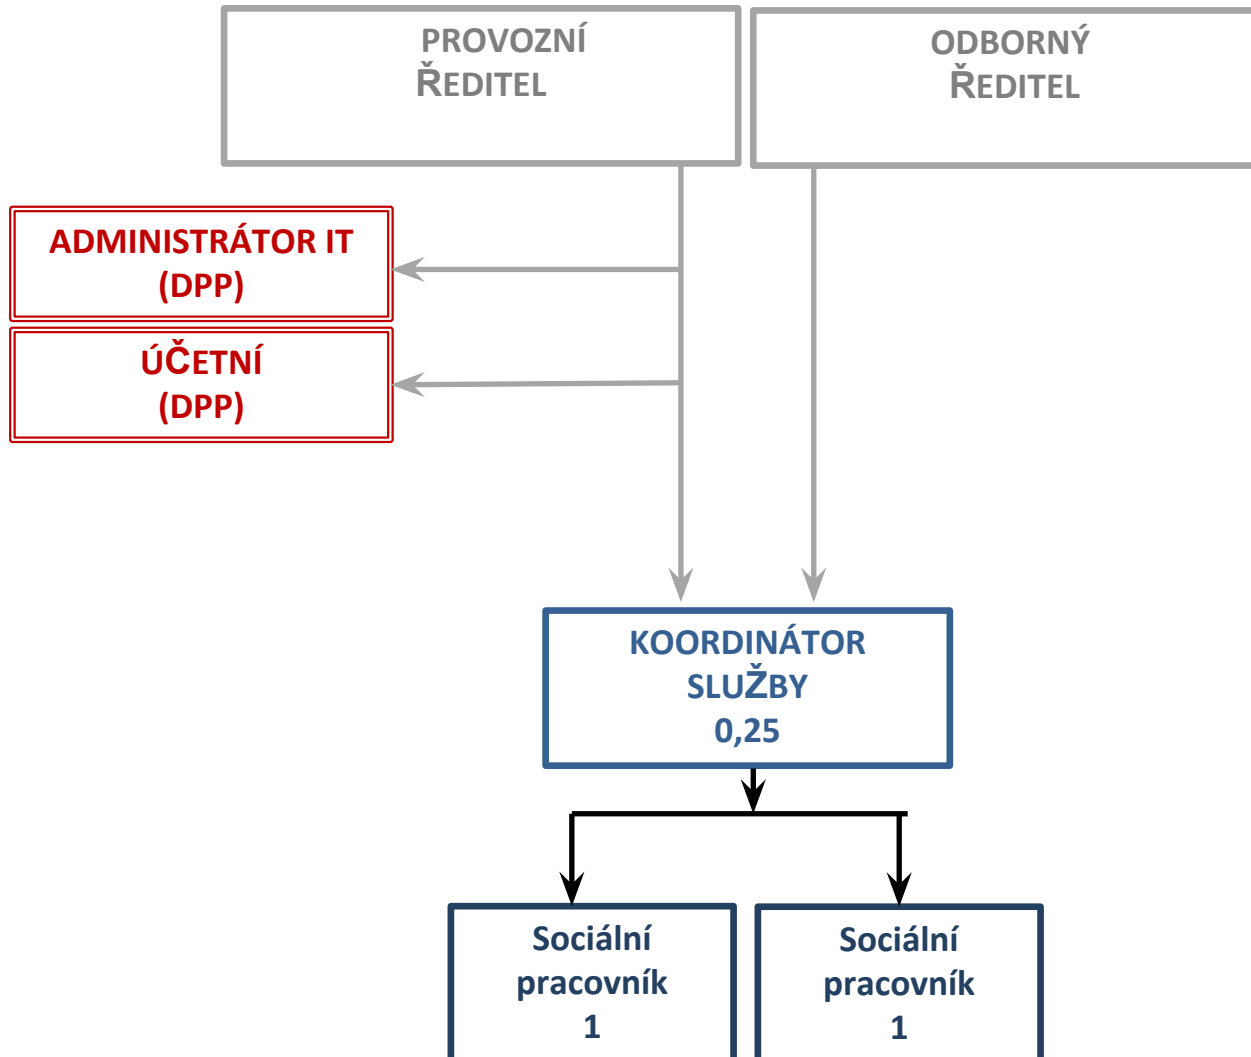 PROVOZNÍ
ŘEDITEL
ODBORNÝ
ŘEDITEL
ADMINISTRÁTOR IT
(DPP)
ÚČETNÍ
(DPP)
KOORDINÁTOR
SLUŽBY
0,25
Sociální
pracovník
1
Sociální
pracovník
1